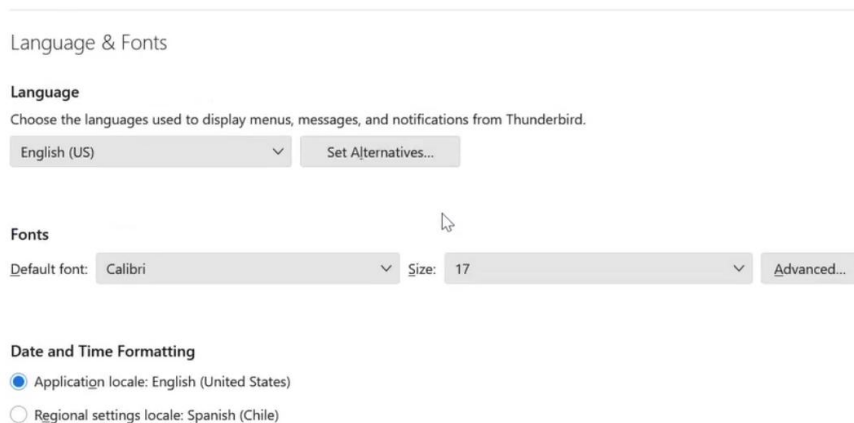 Language & Fonts
Language
Choose the languages used to display menus, messages, and notifications from Thunderbird.
English (US) Set Alternatives...
Fonts
Default font: Calibri Size: 17 Advanced...
Date and Time Formatting
Application locale: English (United States)
Regional settings locale: Spanish (Chile)